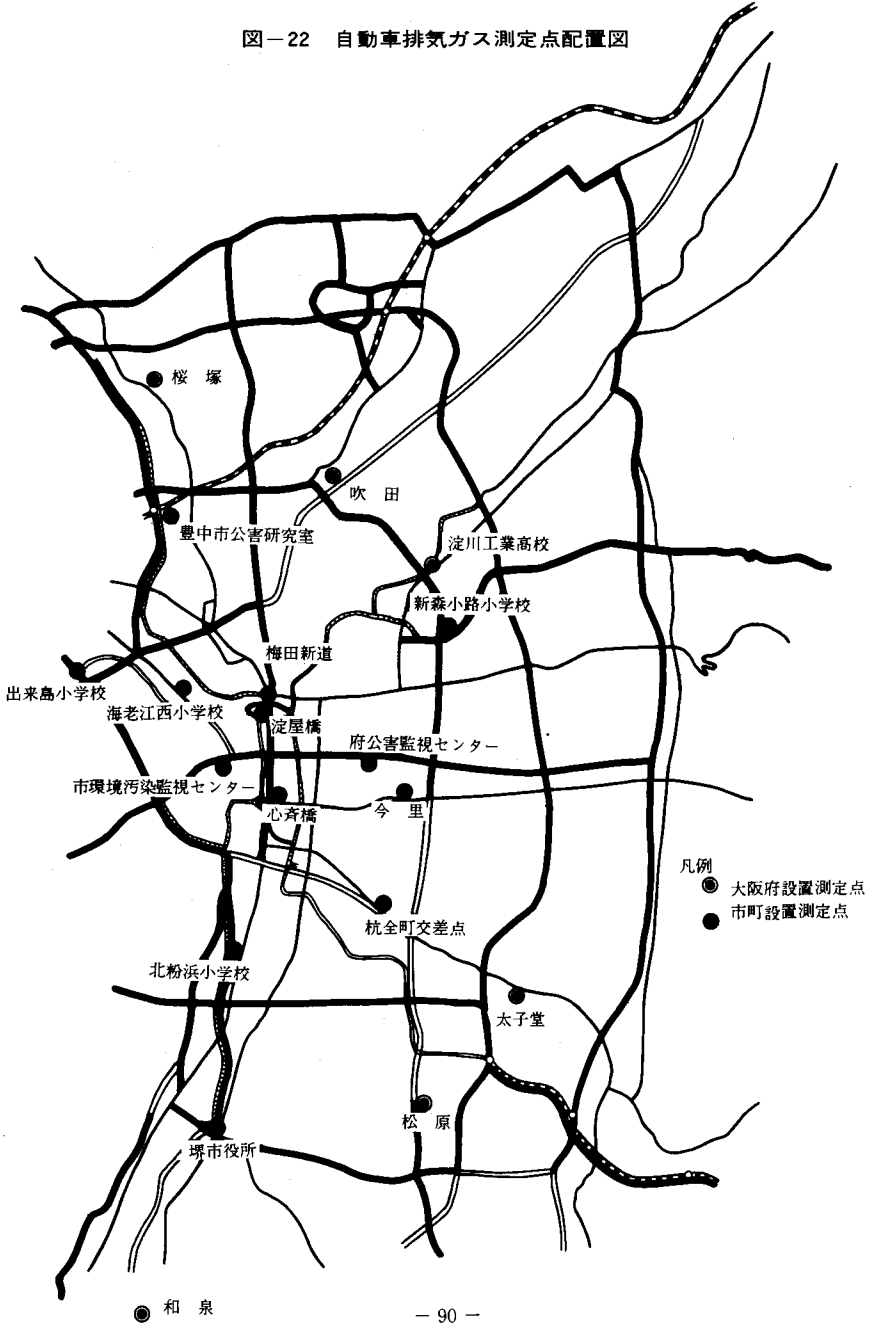 図－22　自動車排気ガス測定点配置図
桜塚
吹田
豊中市公害研究室
淀川工業高校
新森小路小学校
梅田新道
出来島小学校
海老江西小学校
淀屋橋
府公害監視センター
市環境汚染監視センター
心斉橋
今里
凡例
大阪府設置測定点
市町設置測定点
杭全町交差点
北粉浜小学校
太子堂
松原
堺市役所
和泉
－90－